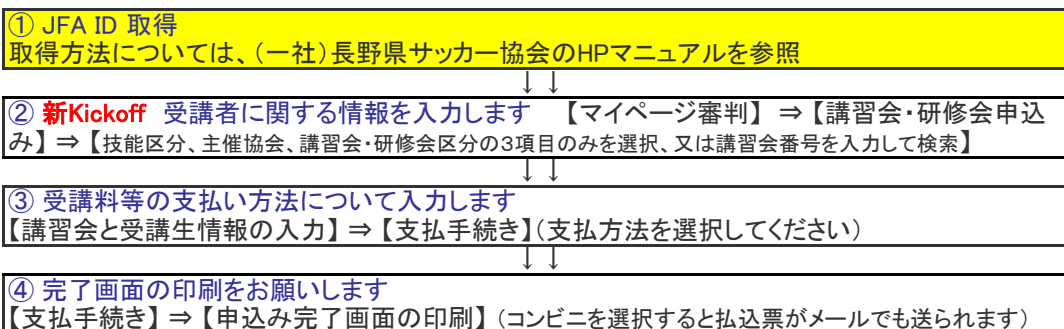 ① JFA ID 取得
取得方法については、（一社）長野県サッカー協会のHPマニュアルを参照
↓ ↓
② 新Kickoff 受講者に関する情報を入力します 【マイページ審判】 ⇒【講習会・研修会申込
み】⇒【技能区分、主催協会、講習会・研修会区分の3項目のみを選択、又は講習会番号を入力して検索】
↓ ↓
③ 受講料等の支払い方法について入力します
【講習会と受講生情報の入力】 ⇒【支払手続き】（支払方法を選択してください）
↓ ↓
④ 完了画面の印刷をお願いします
【支払手続き】 ⇒【申込み完了画面の印刷】（コンビニを選択すると払込票がメールでも送られます）